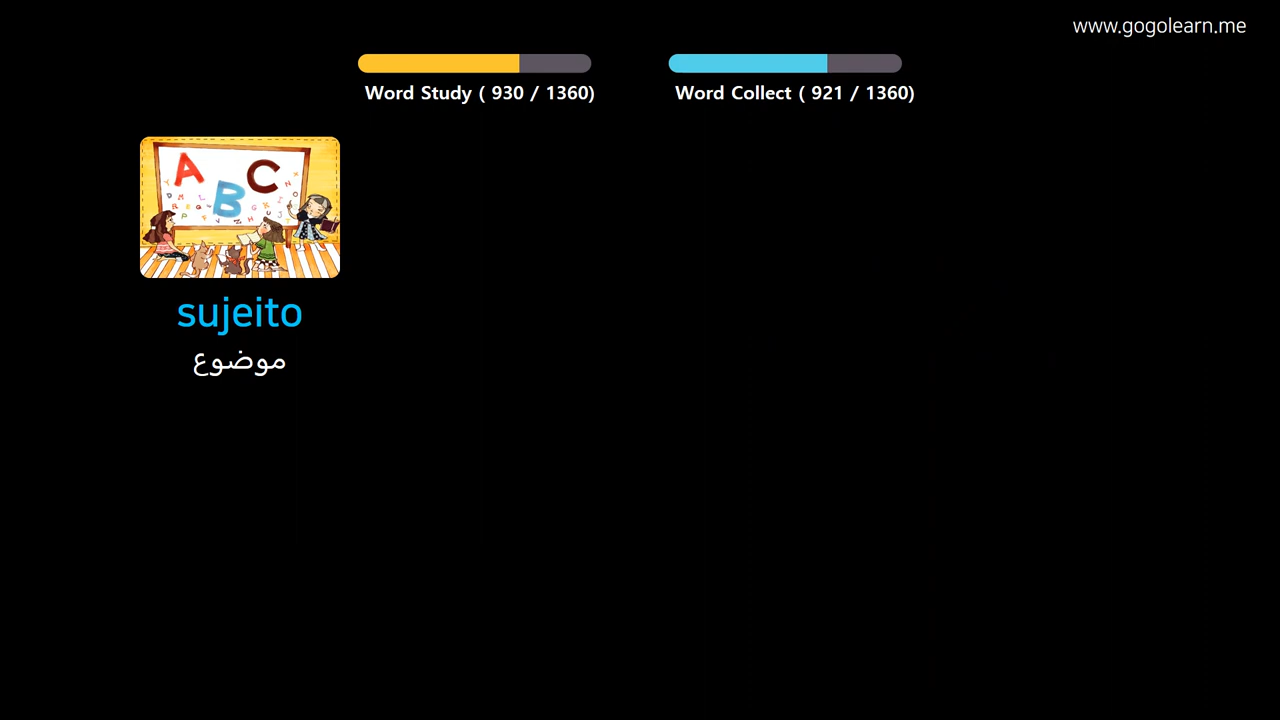 www.gogolearn.me
Word Study ( 930 / 1360)
Word Collect ( 921 / 1360)
A
B
C
sujeito
موضوع